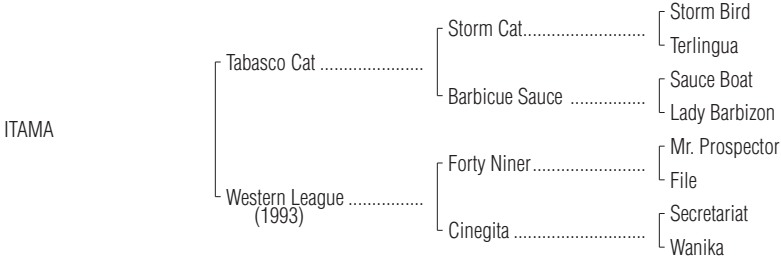 Storm Bird
Storm Cat..........................
Terlingua
Tabasco Cat ......................
Sauce Boat
Barbicue Sauce ................
Lady Barbizon
ITAMA
Mr. Prospector
Forty Niner........................
File
Western League ................
(1993)
Secretariat
Cinegita ............................
Wanika